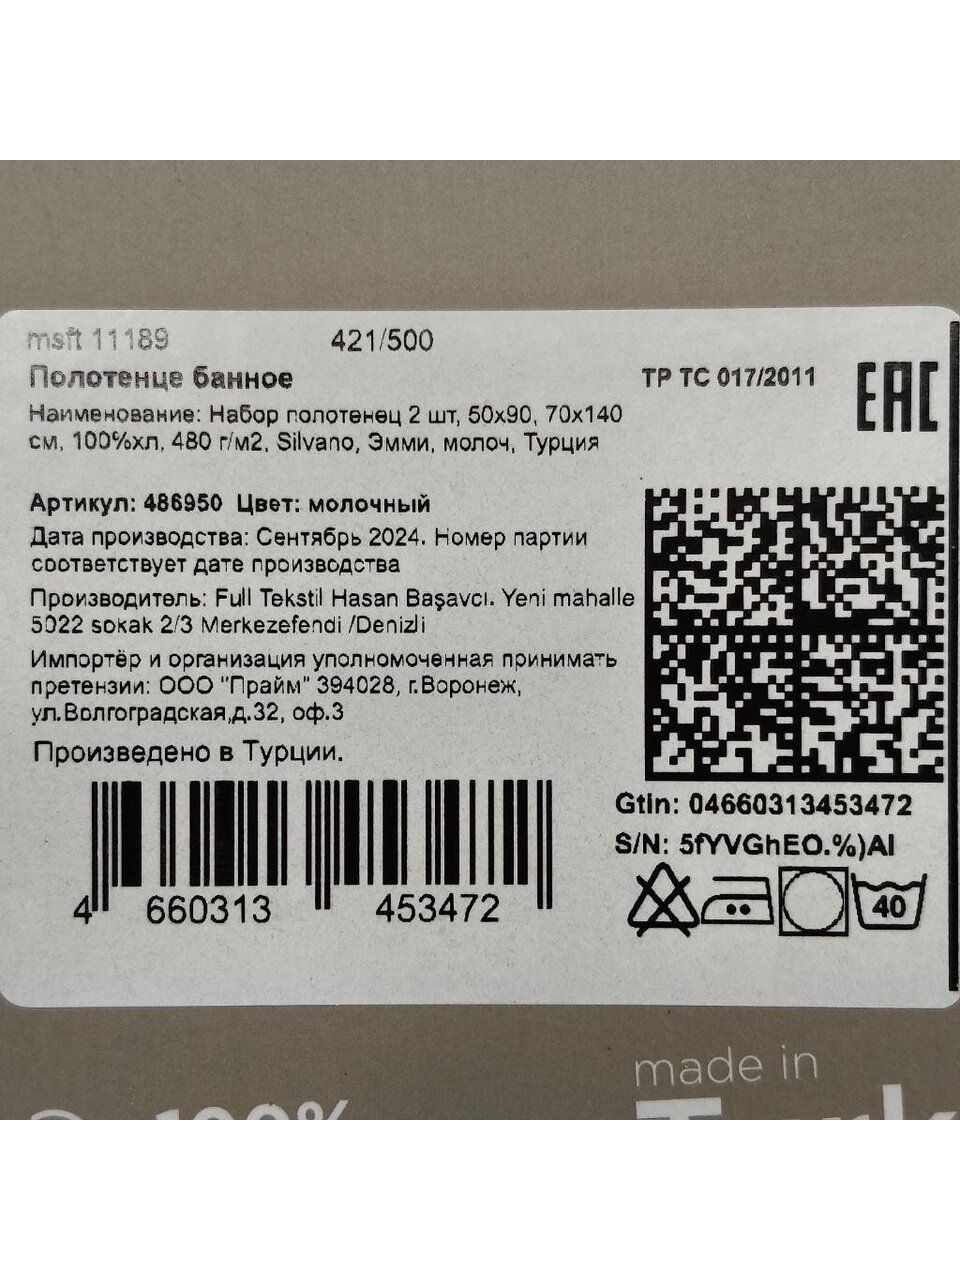 msft 11189 421/500
Полотенце банное
ТР ТС 017/2011
EAC
Наименование: Набор полотенец 2 шт, 50х90, 70х140
см, 100%хл, 480 г/м2, Silvano, Эмми, молоч, Турция
Артикул: 486950 Цвет: молочный
Дата производства: Сентябрь 2024. Номер партии
соответствует дате производства
Производитель: Full Tekstil Hasan Başavcı. Yeni mahalle
5022 sokak 2/3 Merkezefendi /Denizli
Импортёр и организация уполномоченная принимать
претензии: ООО "Прайм" 394028, г.Воронеж,
ул.Волгоградская,д.32, оф.3
Произведено в Турции.
4 660313 453472
Gtin: 04660313453472
S/N: 5fYVGhEO.%)AI
40
made in
100%